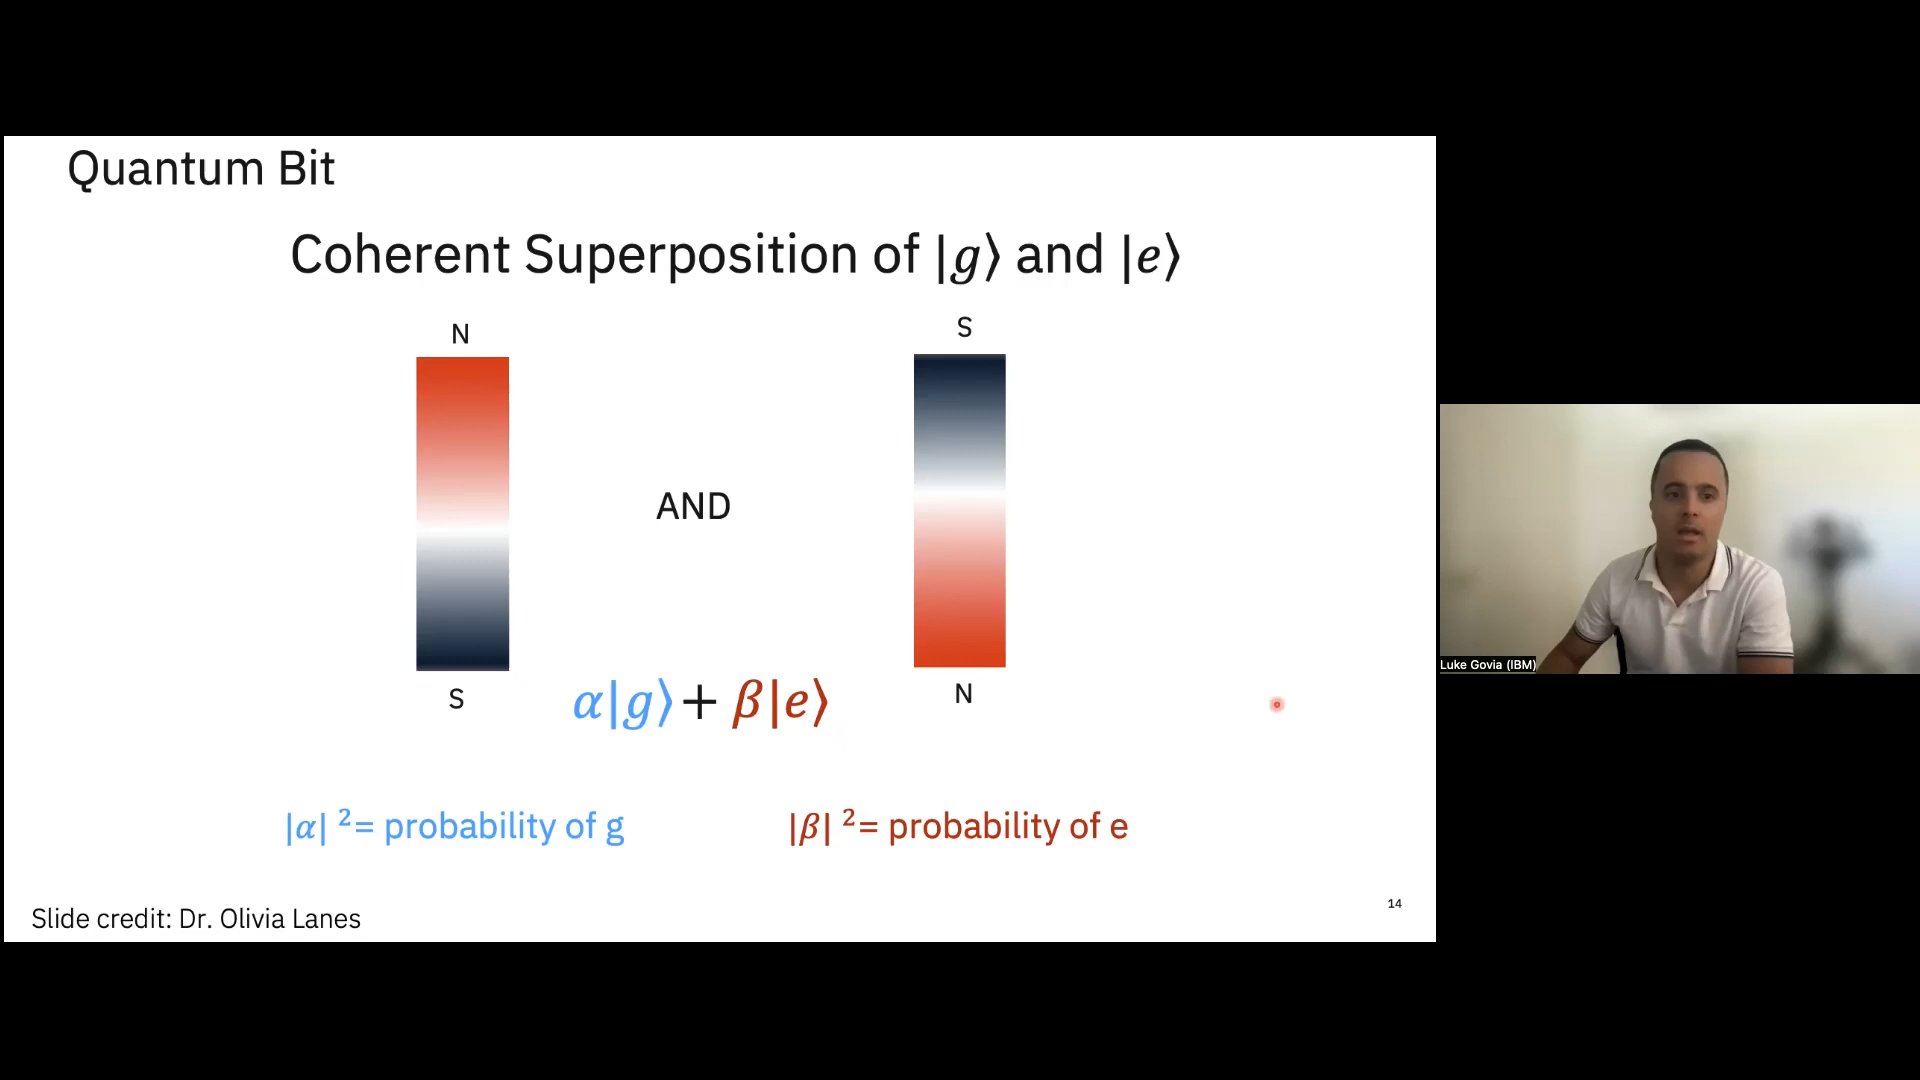 Quantum Bit
Coherent Superposition of |g⟩ and |e⟩
N
S
AND
S
N
α|g⟩ + β|e⟩
|α| ²= probability of g
|β| ²= probability of e
Slide credit: Dr. Olivia Lanes
14
Luke Govia (IBM)